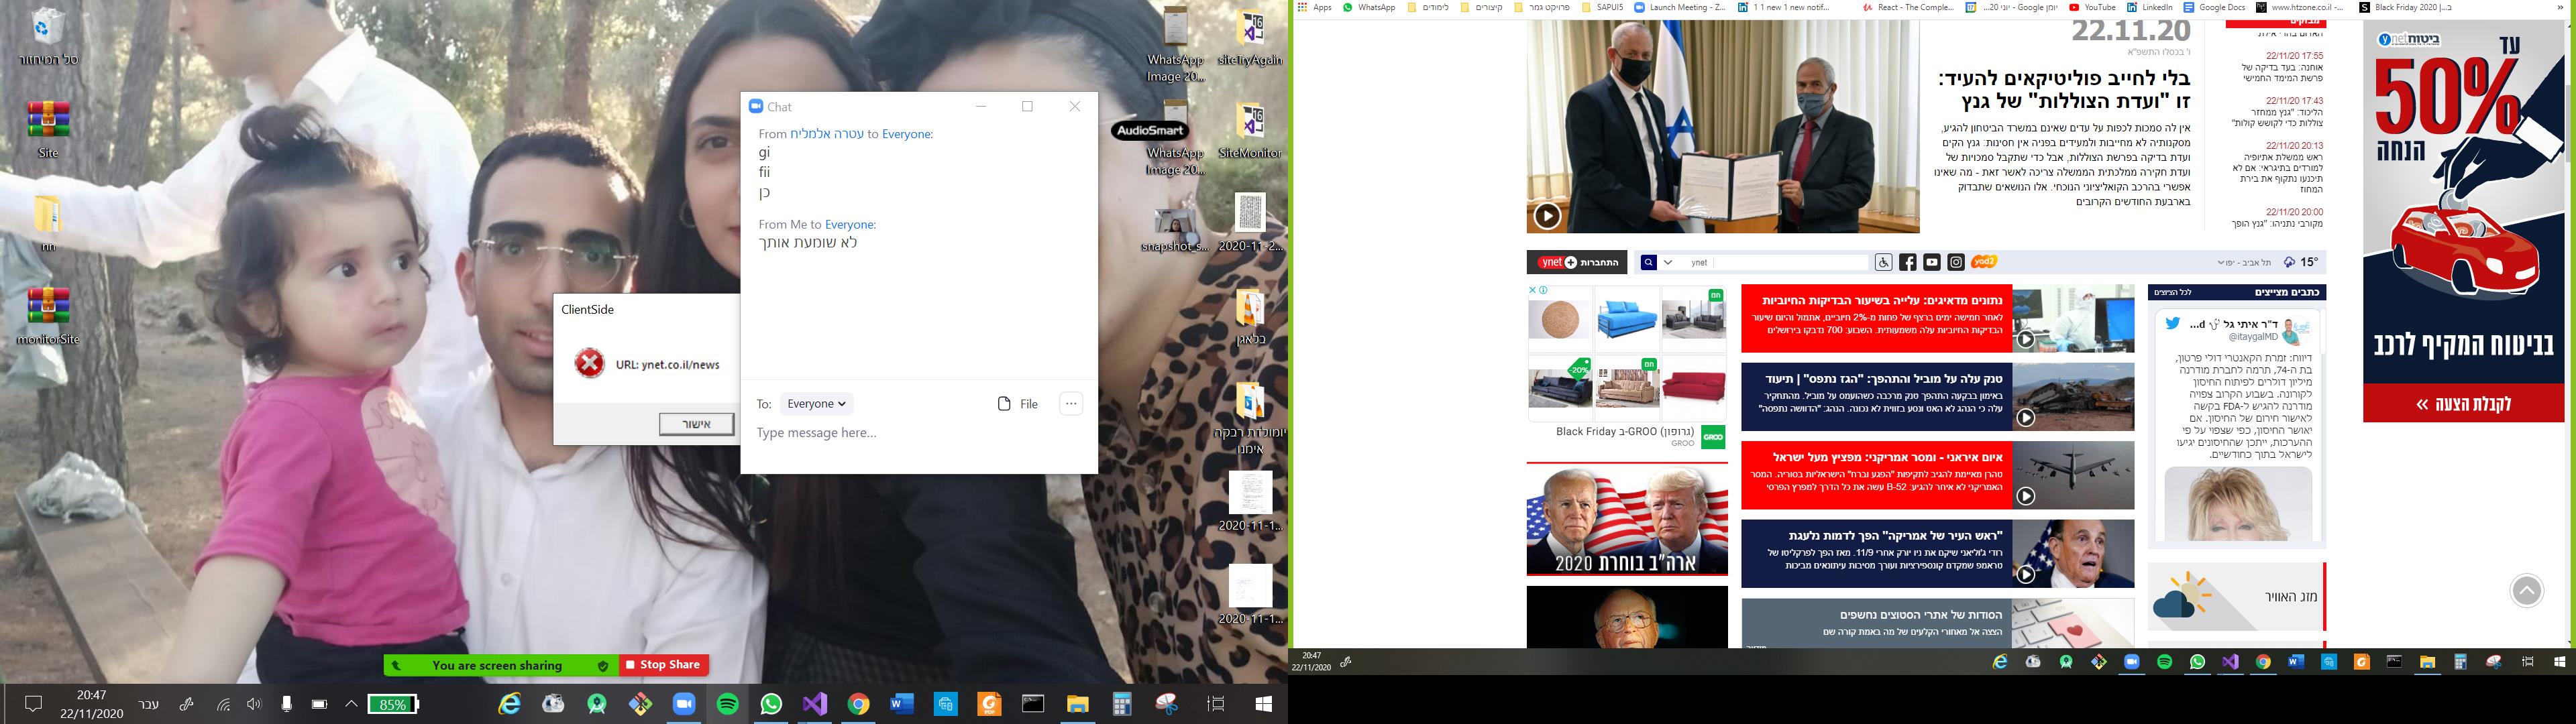 סל המיחזור
Site
חח
monitorSite
WhatsApp
Image 20...
siteTryAgain
AudioSmart
WhatsApp
Image 20...
SiteMonitor
snapshot_s...
2020-11-2...
בלאגן
יומולדת רבקה
אימנו
2020-11-1...
2020-11-1...
Chat
From עטרה אלמליח to Everyone:
gi
fii
כן
From Me to Everyone:
לא שומעת אותך
To: Everyone
File
Type message here...
ClientSide
URL: ynet.co.il/news
אישור
You are screen sharing
Stop Share
20:47
22/11/2020
עבר
85%
Apps
WhatsApp
לימודים
קיצורים
פרויקט גמר
SAPUI5
Launch Meeting - Z...
1 1 new 1 new notif...
React - The Comple...
יומן Google - יוני 20...
YouTube
LinkedIn
Google Docs
www.htzone.co.il -...
Black Friday 2020 |...ב
22.11.20
ו' בכסלו התשפ"א
בלי לחייב פוליטיקאים להעיד:
זו "ועדת הצוללות" של גנץ
אין לה סמכות לכפות על עדים שאינם במשרד הביטחון להגיע,
מסקנותיה לא מחייבות ולמעידים בפניה אין חסינות: גנץ הקים
ועדת בדיקה בפרשת הצוללות, אבל כדי שתקבל סמכויות של
ועדת חקירה ממלכתית הממשלה צריכה לאשר זאת - מה שאינו
אפשרי בהרכב הקואליציוני הנוכחי. אלו הנושאים שתבדוק
בארבעת החודשים הקרובים
מבזקים
22/11/20 17:55
אוחנה: בעד בדיקה של
פרשת המימד החמישי
22/11/20 17:43
הליכוד: "גנץ ממחזר
צוללות כדי לקושש קולות"
22/11/20 20:13
ראש ממשלת אתיופיה
למורדים בתיגראי: אם לא
תיכנעו נתקוף את בירת
המחוז
22/11/20 20:00
מקורבי נתניהו: "גנץ הופך
ynet ביטוח
עד
50%
הנחה
בביטוח המקיף לרכב
לקבלת הצעה »
ynet+ התחברות
ynet
yad2
תל אביב - יפו
15°
חם
חם
-20%
Black Friday ב-GROO (גרופון)
GROO
GROO
ארה"ב בוחרת 2020
נתונים מדאיגים: עלייה בשיעור הבדיקות החיוביות
לאחר חמישה ימים ברצף של פחות מ-2% חיוביים, אתמול והיום שיעור
הבדיקות החיוביות עלה משמעותית. השבוע: 700 נדבקו בירושלים
טנק עלה על מוביל והתהפך: "הגז נתפס" | תיעוד
באימון בבקעה התהפך טנק מרכבה כשהועמס על מוביל. מהתחקיר
עלה כי הנהג לא האט ונסע בזווית לא נכונה. הנהג: "הדוושה נתפסה"
איום איראני - ומסר אמריקני: מפציץ מעל ישראל
טהרן מאיימת להגיב לתקיפות "הפגע וברח" הישראליות בסוריה. המסר
האמריקני לא איחר להגיע: B-52 עשה את כל הדרך למפרץ הפרסי
"ראש העיר של אמריקה" הפך לדמות נלעגת
רודי ג'וליאני שיקם את ניו יורק אחרי 11/9. מאז הפך לפרקליטו של
טראמפ שמקדם קונספירציות ועורך מסיבות עיתונאים מביכות
הסודות של אתרי הסטוצים נחשפים
הצצה אל מאחורי הקלעים של מה באמת קורה שם
כתבים מצייצים
לכל הציוצים
ד"ר איתי גל d...
@itaygalMD
דיווח: זמרת הקאנטרי דולי פרטון,
בת ה-74, תרמה לחברת מודרנה
מיליון דולרים לפיתוח החיסון
לקורונה. בשבוע הקרוב צפויה
מודרנה להגיש ל-FDA בקשה
לאישור חירום של החיסון. אם
יאושר החיסון, כפי שצפוי על פי
ההערכות, ייתכן שהחיסונים יגיעו
לישראל בתוך כחודשיים.
מזג האוויר
20:47
22/11/2020